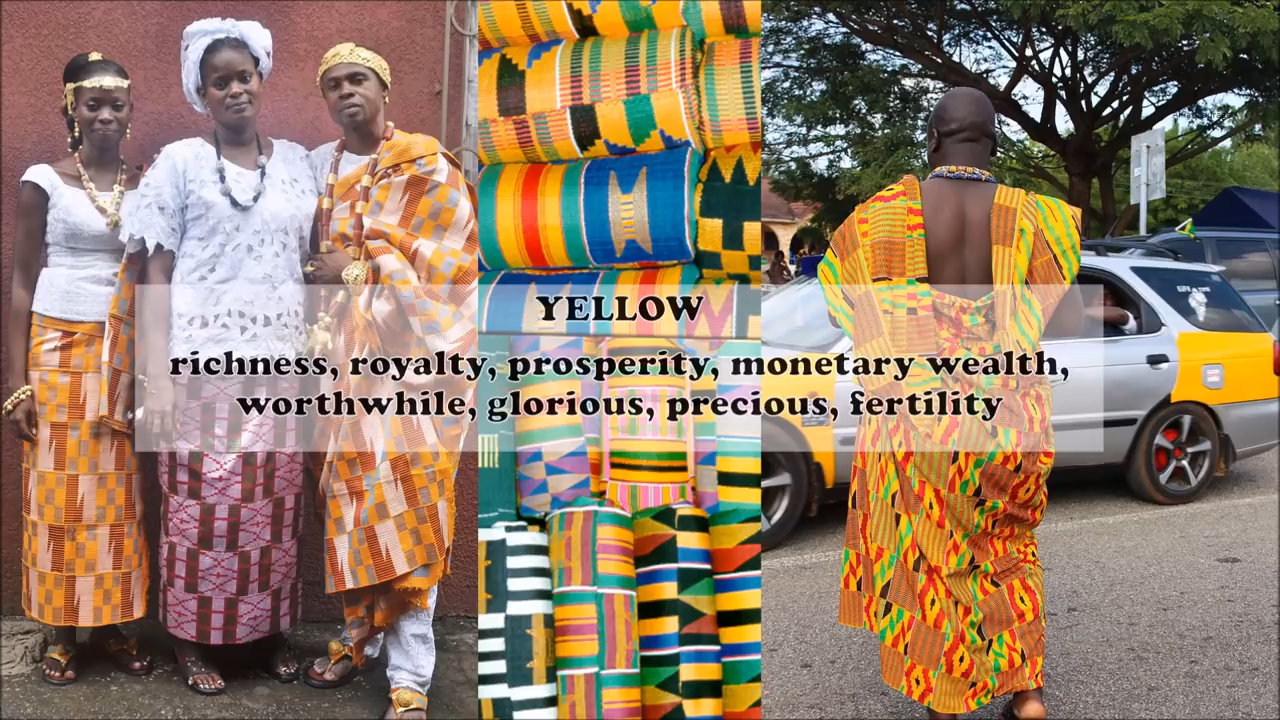 YELLOW
richness, royalty, prosperity, monetary wealth,
worthwhile, glorious, precious, fertility